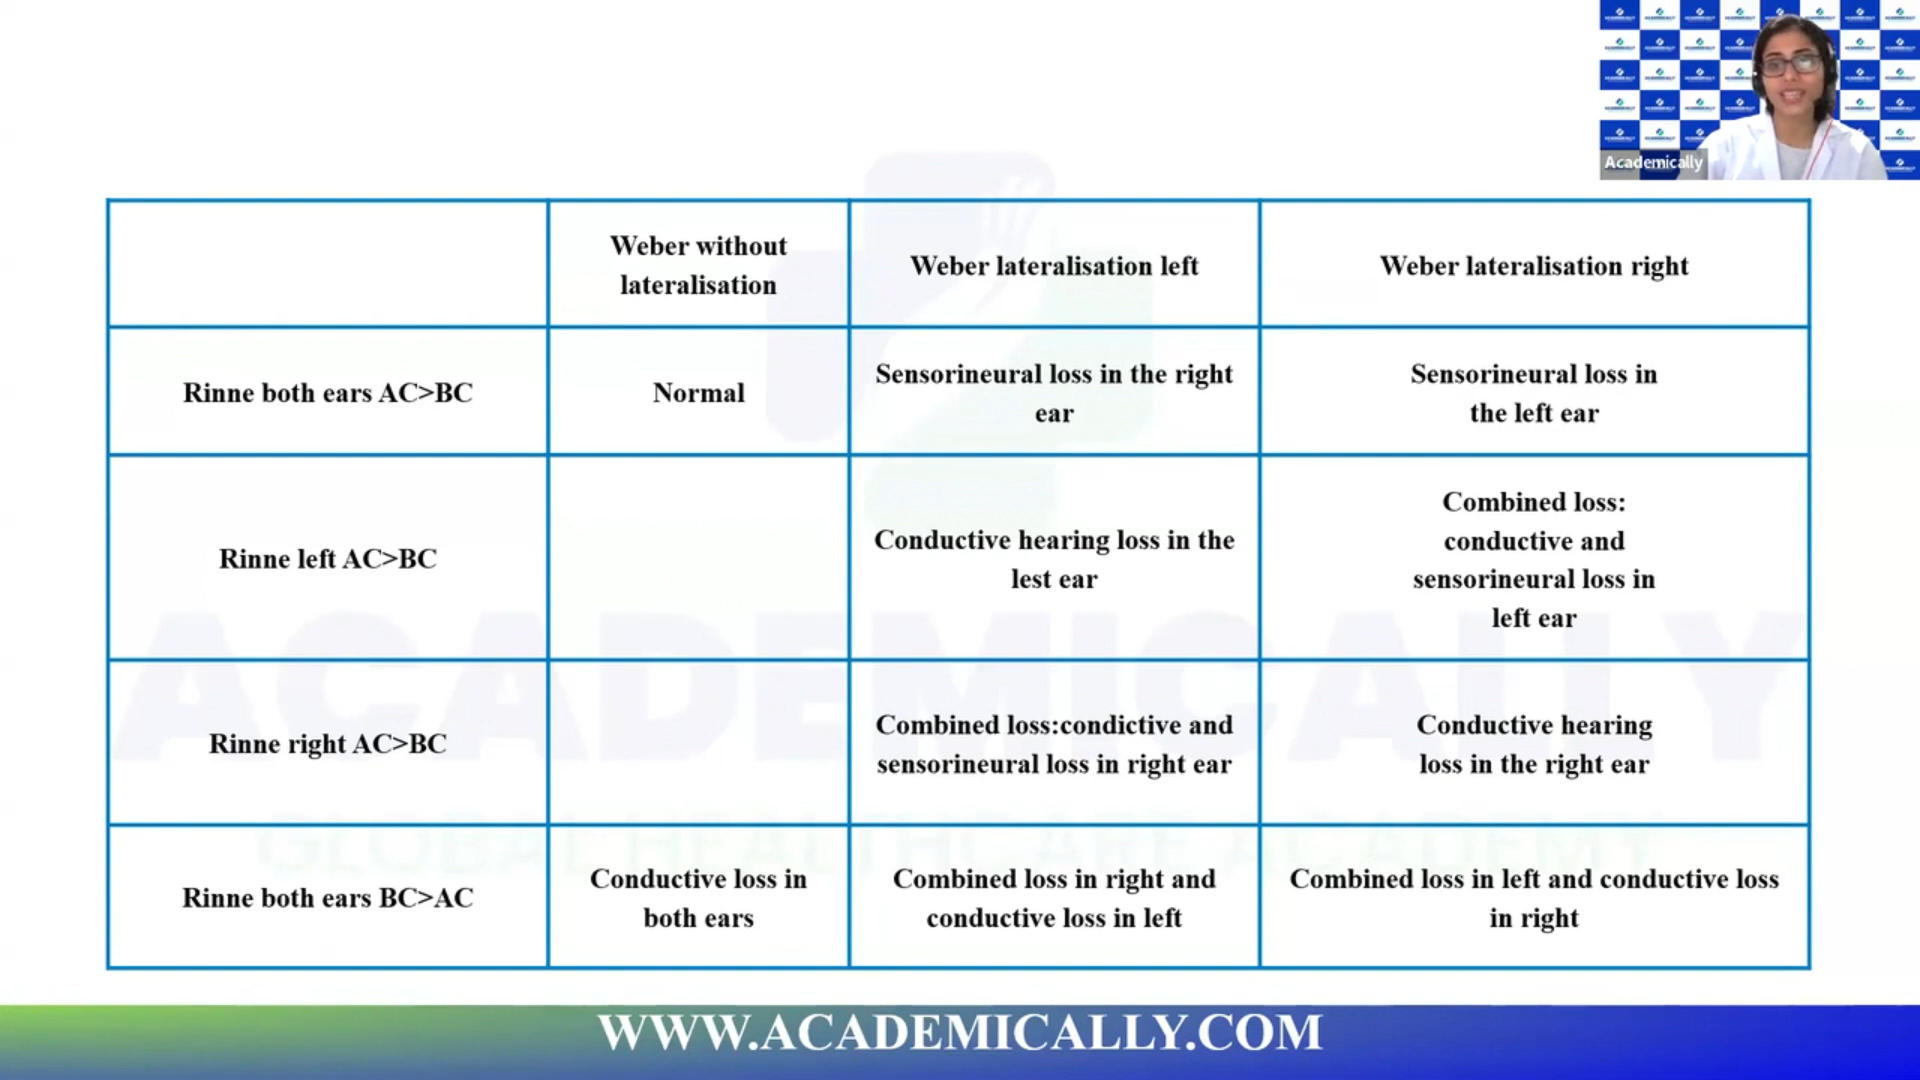 Academically
Weber without
lateralisation
Weber lateralisation left
Weber lateralisation right
Rinne both ears AC>BC
Normal
Sensorineural loss in the right
ear
Sensorineural loss in
the left ear
Rinne left AC>BC
Conductive hearing loss in the
lest ear
Combined loss:
conductive and
sensorineural loss in
left ear
Rinne right AC>BC
Combined loss:condictive and
sensorineural loss in right ear
Conductive hearing
loss in the right ear
Rinne both ears BC>AC
Conductive loss in
both ears
Combined loss in right and
conductive loss in left
Combined loss in left and conductive loss
in right
ACADEMICALLY
GLOBAL HEALTHCARE ACADEMY
WWW.ACADEMICALLY.COM